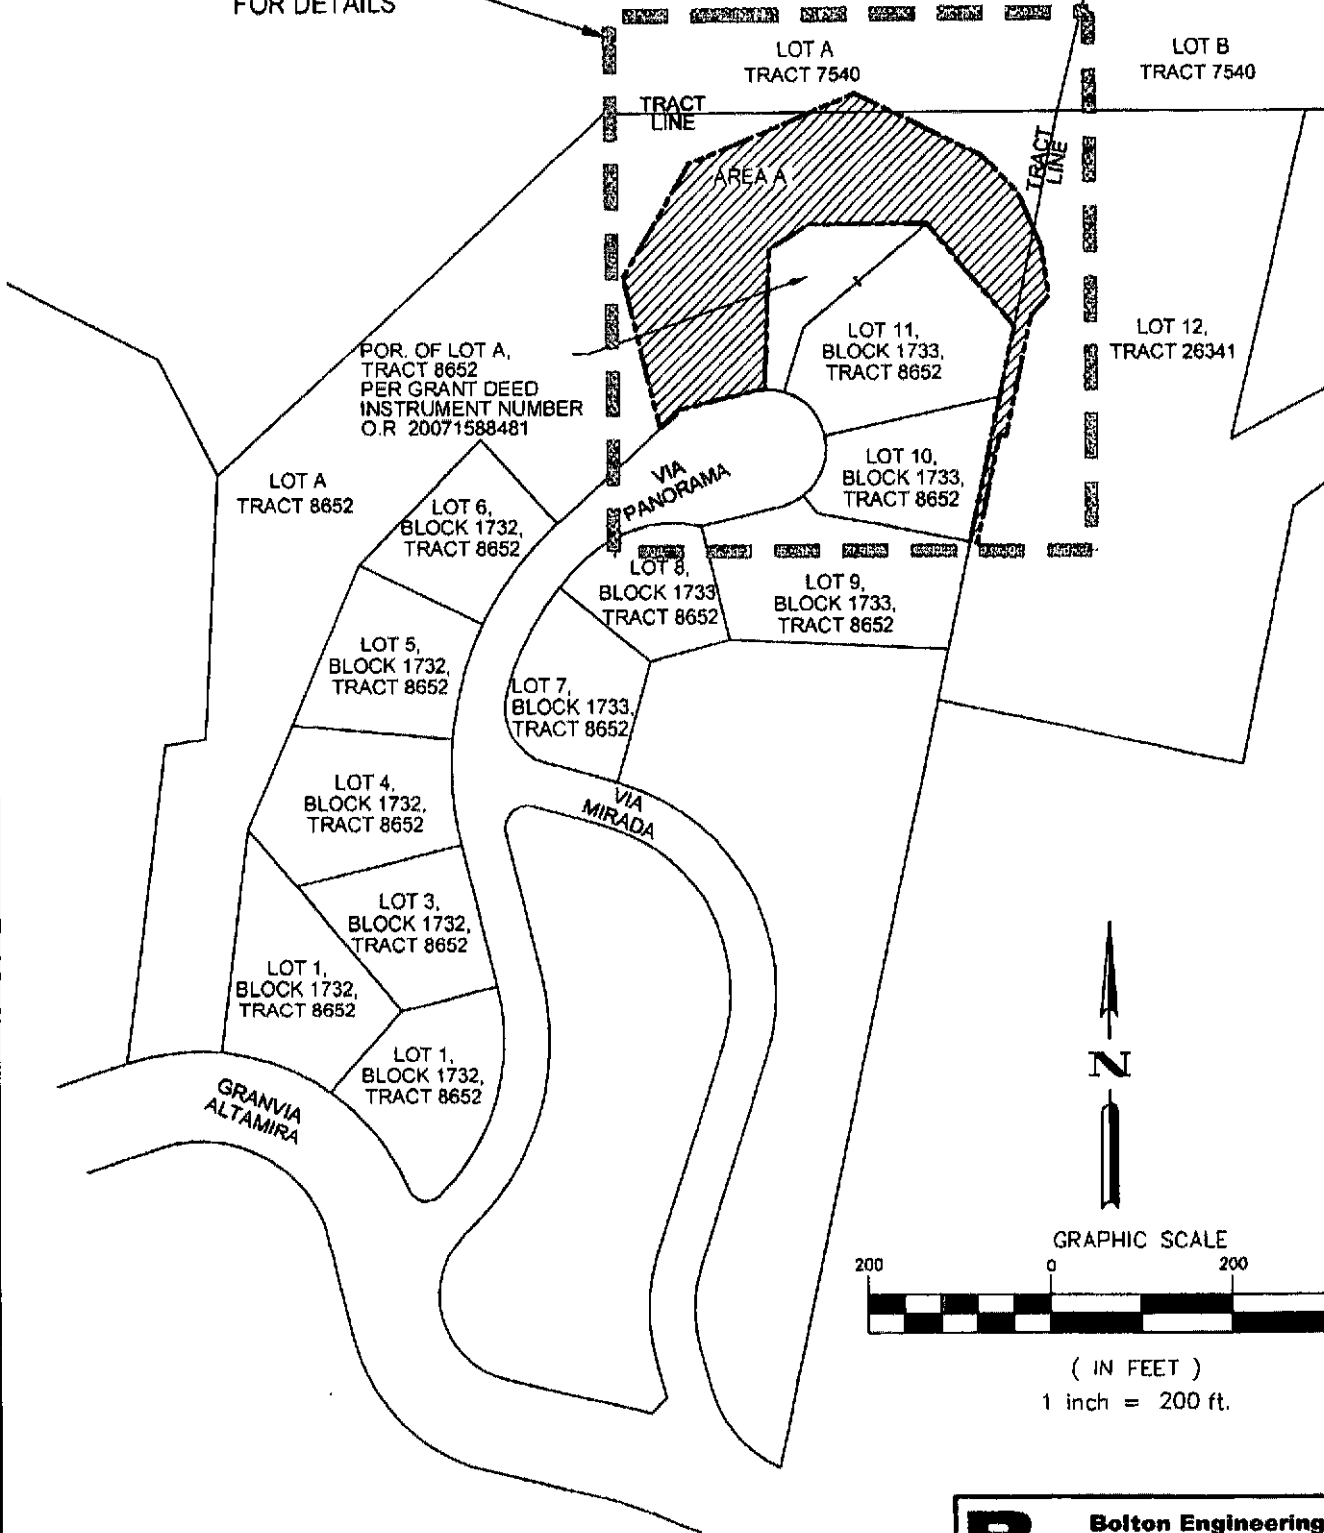 FOR DETAILS
LOT A
TRACT 7540
LOT B
TRACT 7540
TRACT
LINE
TRACT
LINE
AREA A
LOT 12,
TRACT 26341
LOT 11,
BLOCK 1733,
TRACT 8652
POR. OF LOT A,
TRACT 8652
PER GRANT DEED
INSTRUMENT NUMBER
O.R 20071588481
LOT A
TRACT 8652
LOT 6,
BLOCK 1732,
TRACT 8652
VIA
PANORAMA
LOT 10,
BLOCK 1733,
TRACT 8652
LOT 8,
BLOCK 1733
TRACT 8652
LOT 9,
BLOCK 1733,
TRACT 8652
LOT 5,
BLOCK 1732,
TRACT 8652
LOT 7,
BLOCK 1733,
TRACT 8652
LOT 4,
BLOCK 1732,
TRACT 8652
VIA
MIRADA
LOT 3,
BLOCK 1732,
TRACT 8652
LOT 1,
BLOCK 1732,
TRACT 8652
LOT 1,
BLOCK 1732,
TRACT 8652
GRANVIA
ALTAMIRA
N
GRAPHIC SCALE
200 0 200
( IN FEET )
1 inch = 200 ft.
Bolton Engineering